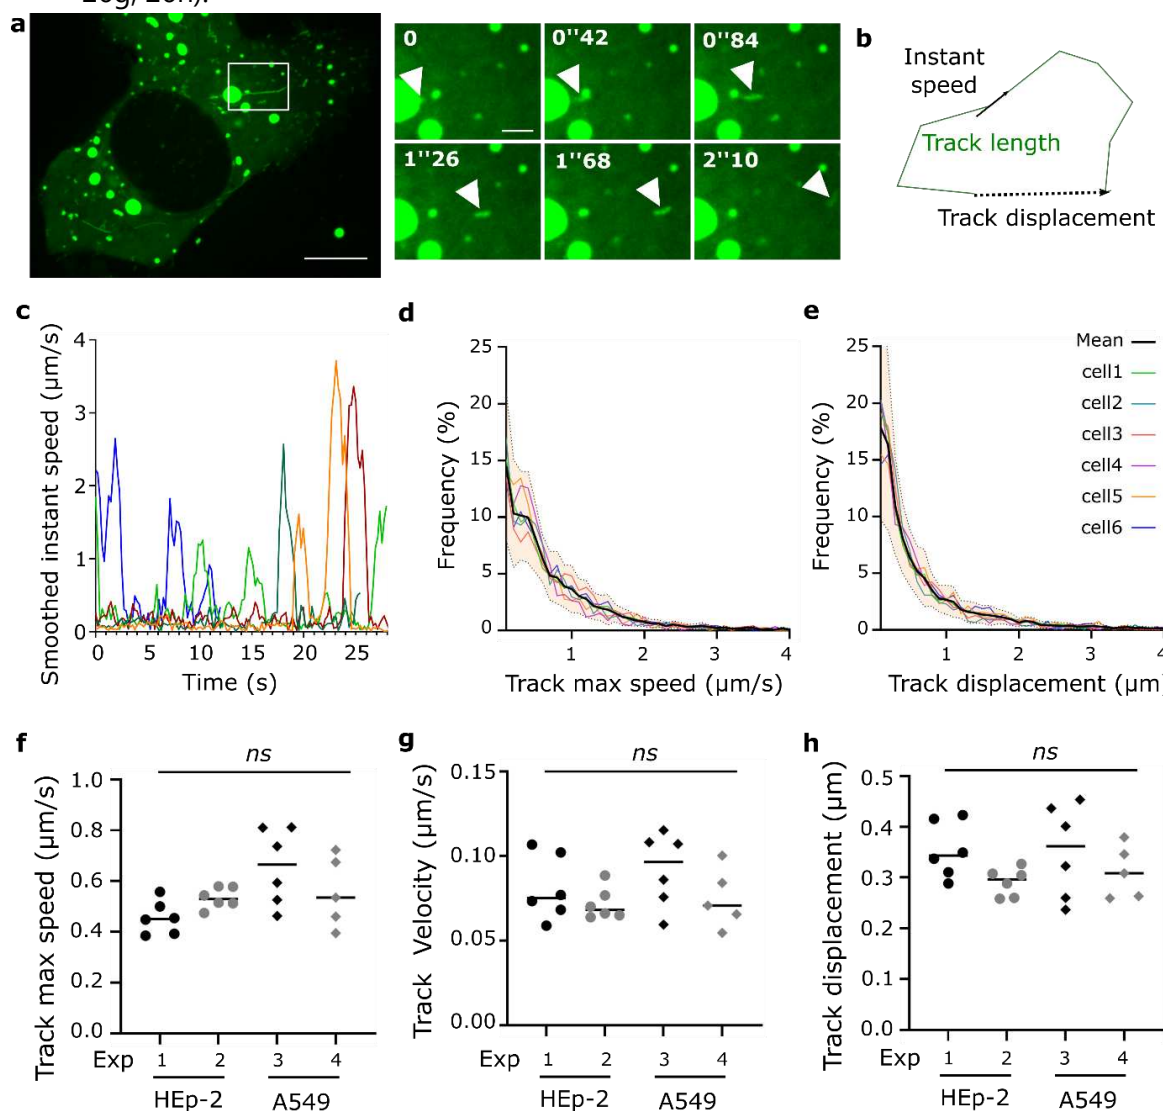 a
0
0"42
0"84
1"26
1"68
2"10
b
Instant
speed
Track length
Track displacement
c
Smoothed instant speed (µm/s)
4
3
2
1
0
0 5 10 15 20 25
Time (s)
d
Frequency (%)
25
20
15
10
5
0
1 2 3 4
Track max speed (µm/s)
e
Frequency (%)
25
20
15
10
5
0
1 2 3 4
Track displacement (µm)
Mean
cell1
cell2
cell3
cell4
cell5
cell6
f
ns
Track max speed (µm/s)
1.0
0.8
0.6
0.4
0.2
0.0
Exp 1 2 3 4
HEp-2 A549
g
ns
Track Velocity (µm/s)
0.15
0.10
0.05
0.00
Exp 1 2 3 4
HEp-2 A549
h
ns
Track displacement (µm)
0.5
0.4
0.3
0.2
0.1
0.0
Exp 1 2 3 4
HEp-2 A549